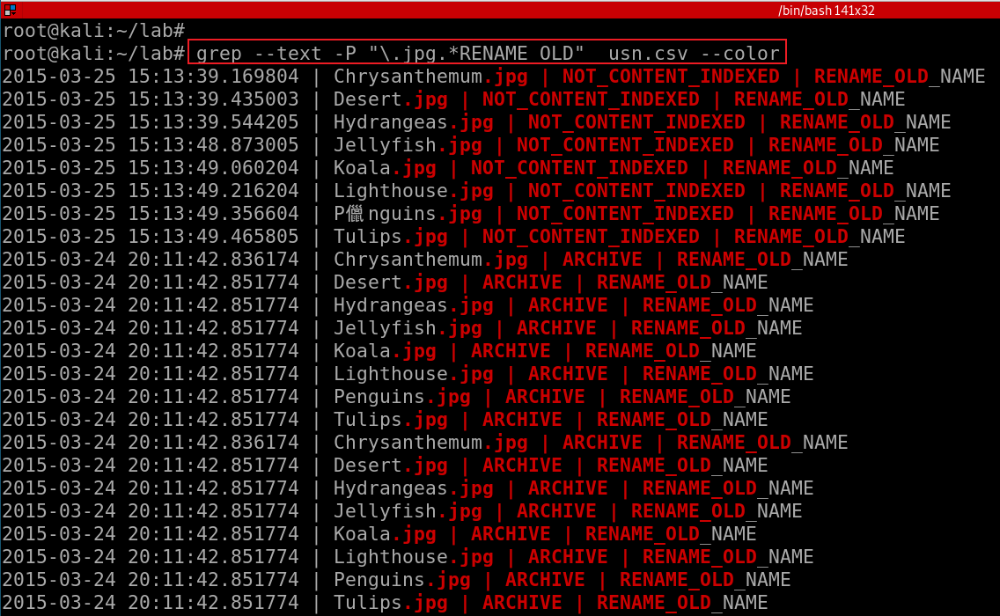 /bin/bash 141x32
root@kali:~/lab#
root@kali:~/lab# grep --text -P "\.jpg.*RENAME_OLD"  usn.csv --color
2015-03-25 15:13:39.169804 | Chrysanthemum.jpg | NOT_CONTENT_INDEXED | RENAME_OLD_NAME
2015-03-25 15:13:39.435003 | Desert.jpg | NOT_CONTENT_INDEXED | RENAME_OLD_NAME
2015-03-25 15:13:39.544205 | Hydrangeas.jpg | NOT_CONTENT_INDEXED | RENAME_OLD_NAME
2015-03-25 15:13:48.873005 | Jellyfish.jpg | NOT_CONTENT_INDEXED | RENAME_OLD_NAME
2015-03-25 15:13:49.060204 | Koala.jpg | NOT_CONTENT_INDEXED | RENAME_OLD_NAME
2015-03-25 15:13:49.216204 | Lighthouse.jpg | NOT_CONTENT_INDEXED | RENAME_OLD_NAME
2015-03-25 15:13:49.356604 | P儠nguins.jpg | NOT_CONTENT_INDEXED | RENAME_OLD_NAME
2015-03-25 15:13:49.465805 | Tulips.jpg | NOT_CONTENT_INDEXED | RENAME_OLD_NAME
2015-03-24 20:11:42.836174 | Chrysanthemum.jpg | ARCHIVE | RENAME_OLD_NAME
2015-03-24 20:11:42.851774 | Desert.jpg | ARCHIVE | RENAME_OLD_NAME
2015-03-24 20:11:42.851774 | Hydrangeas.jpg | ARCHIVE | RENAME_OLD_NAME
2015-03-24 20:11:42.851774 | Jellyfish.jpg | ARCHIVE | RENAME_OLD_NAME
2015-03-24 20:11:42.851774 | Koala.jpg | ARCHIVE | RENAME_OLD_NAME
2015-03-24 20:11:42.851774 | Lighthouse.jpg | ARCHIVE | RENAME_OLD_NAME
2015-03-24 20:11:42.851774 | Penguins.jpg | ARCHIVE | RENAME_OLD_NAME
2015-03-24 20:11:42.851774 | Tulips.jpg | ARCHIVE | RENAME_OLD_NAME
2015-03-24 20:11:42.836174 | Chrysanthemum.jpg | ARCHIVE | RENAME_OLD_NAME
2015-03-24 20:11:42.851774 | Desert.jpg | ARCHIVE | RENAME_OLD_NAME
2015-03-24 20:11:42.851774 | Hydrangeas.jpg | ARCHIVE | RENAME_OLD_NAME
2015-03-24 20:11:42.851774 | Jellyfish.jpg | ARCHIVE | RENAME_OLD_NAME
2015-03-24 20:11:42.851774 | Koala.jpg | ARCHIVE | RENAME_OLD_NAME
2015-03-24 20:11:42.851774 | Lighthouse.jpg | ARCHIVE | RENAME_OLD_NAME
2015-03-24 20:11:42.851774 | Penguins.jpg | ARCHIVE | RENAME_OLD_NAME
2015-03-24 20:11:42.851774 | Tulips.jpg | ARCHIVE | RENAME_OLD_NAME